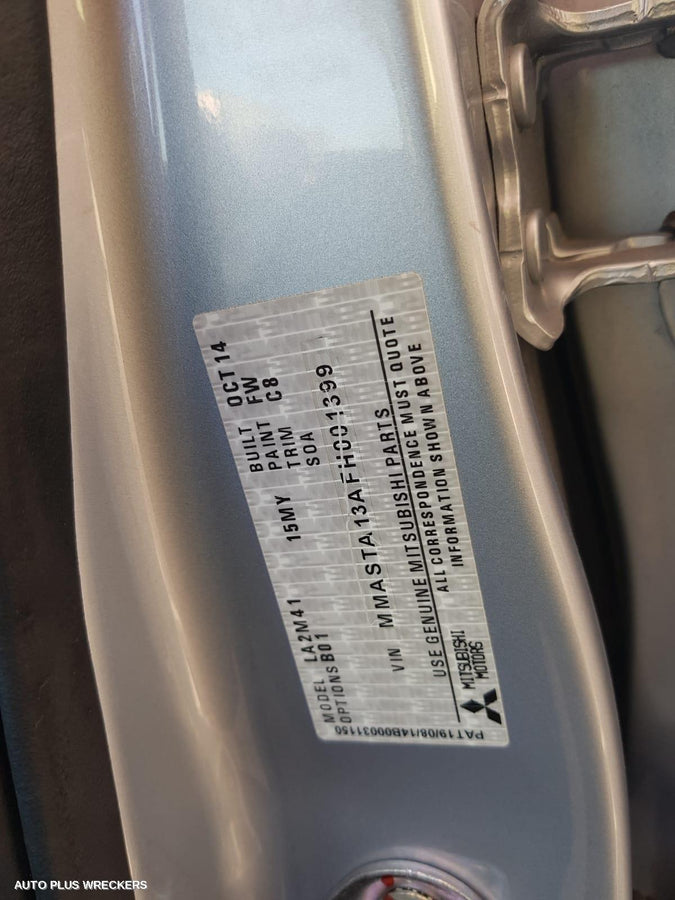 MODEL LA2M41 15MY BUILT OCT14
OPTIONS B01 PAINT FW
TRIM C8
SOA
VIN MMASTA13AFH001399
USE GENUINE MITSUBISHI PARTS
ALL CORRESPONDENCE MUST QUOTE
INFORMATION SHOWN ABOVE
MITSUBISHI
MOTORS
PAT19/08/14B00031150
AUTO PLUS WRECKERS